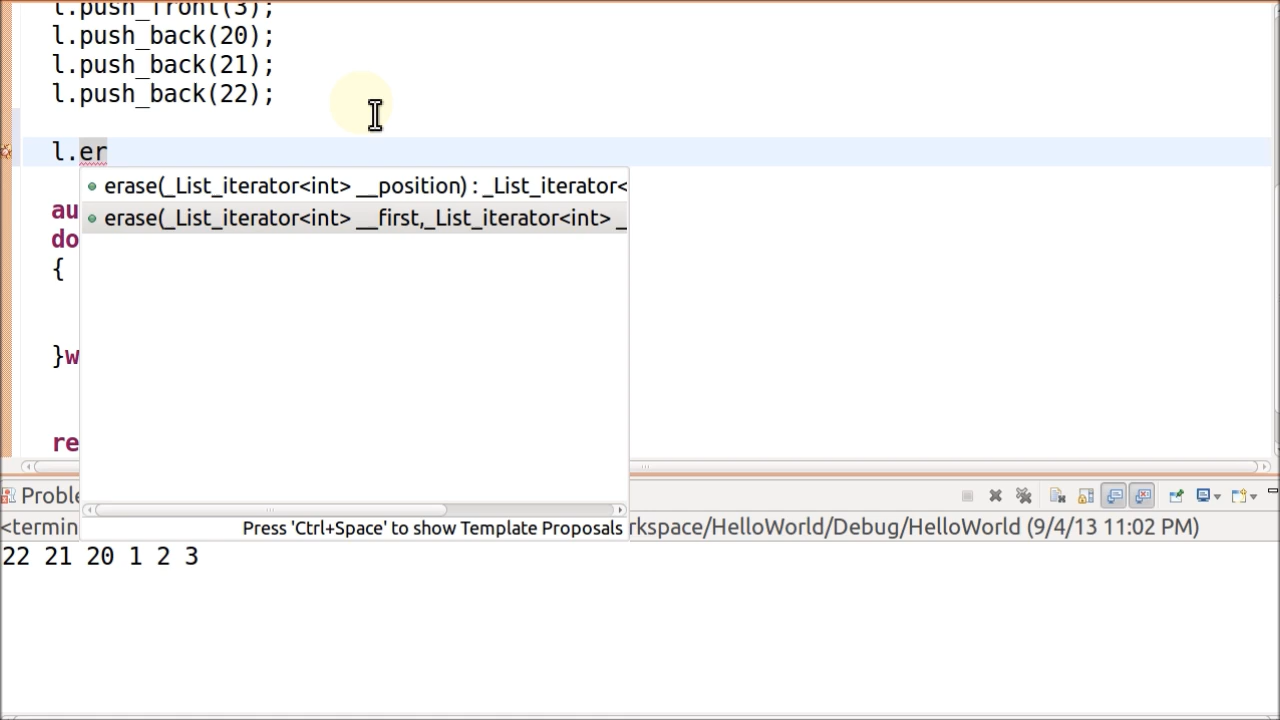 l.push_front(3);
l.push_back(20);
l.push_back(21);
l.push_back(22);
l.er
erase(_List_iterator<int> __position) : _List_iterator<
erase(_List_iterator<int> __first,_List_iterator<int> _
au
do
{
}w
re
Press 'Ctrl+Space' to show Template Proposals
Proble
<termin
rkspace/HelloWorld/Debug/HelloWorld (9/4/13 11:02 PM)
22 21 20 1 2 3